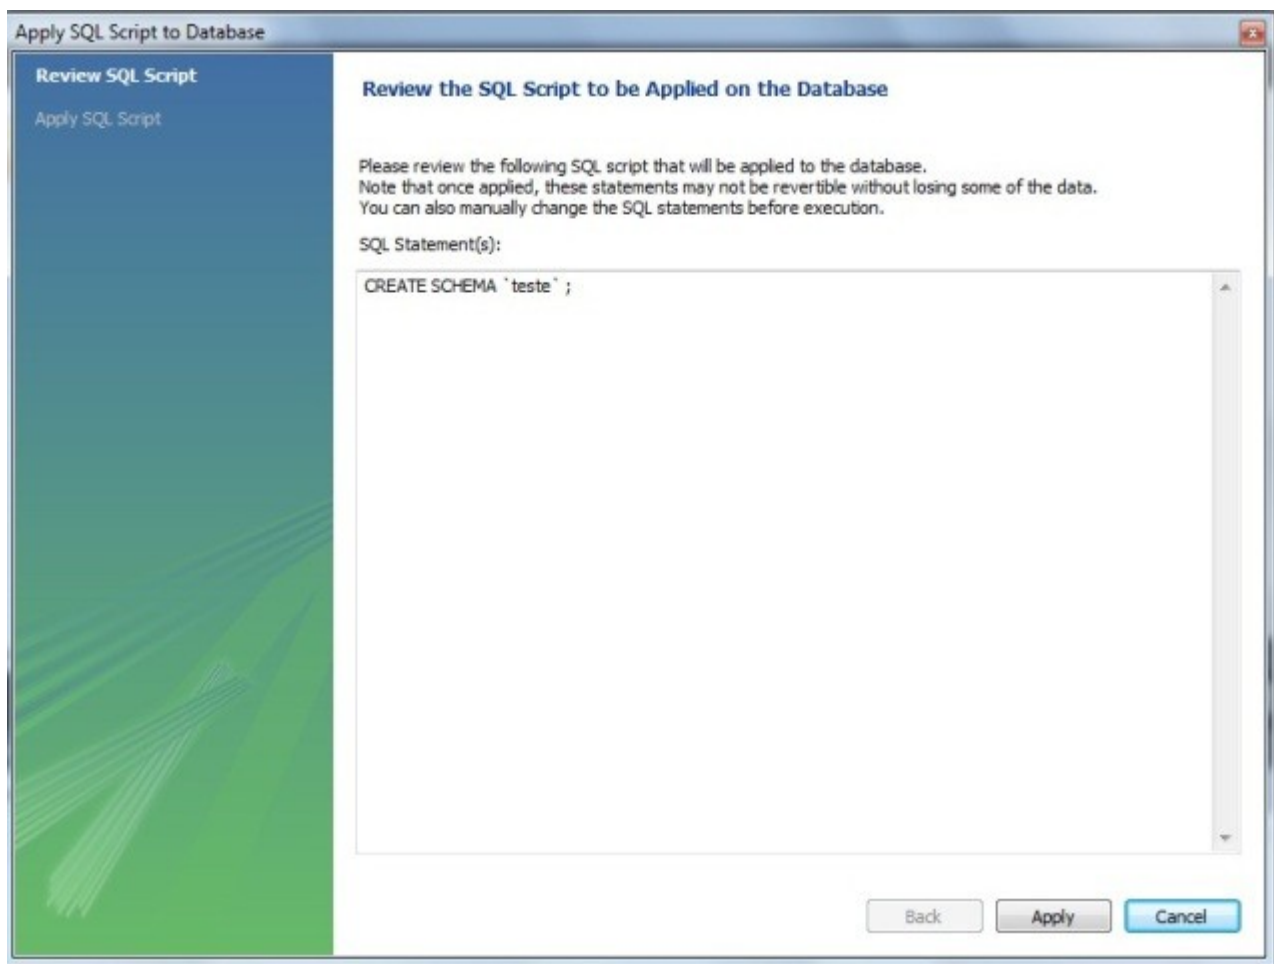 Apply SQL Script to Database
Review SQL Script
Apply SQL Script
Review the SQL Script to be Applied on the Database
Please review the following SQL script that will be applied to the database.
Note that once applied, these statements may not be revertible without losing some of the data.
You can also manually change the SQL statements before execution.
SQL Statement(s):
CREATE SCHEMA `teste` ;
Back
Apply
Cancel